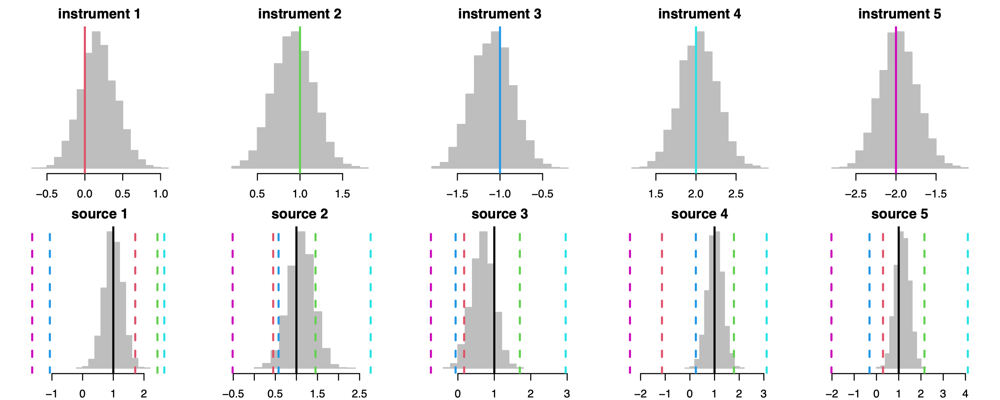 instrument 1 instrument 2 instrument 3 instrument 4 instrument 5
−0.5 0.0 0.5 1.0 0.5 1.0 1.5 −1.5 −1.0 −0.5 1.5 2.0 2.5 −2.5 −2.0 −1.5
source 1 source 2 source 3 source 4 source 5
−1 0 1 2 −0.5 0.5 1.5 2.5 0 1 2 3 −2 −1 0 1 2 3 −2 −1 0 1 2 3 4